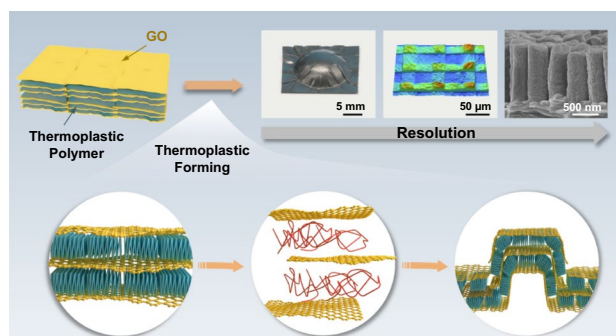 GO
Thermoplastic
Polymer
Thermoplastic
Forming
5 mm
50 µm
500 nm
Resolution